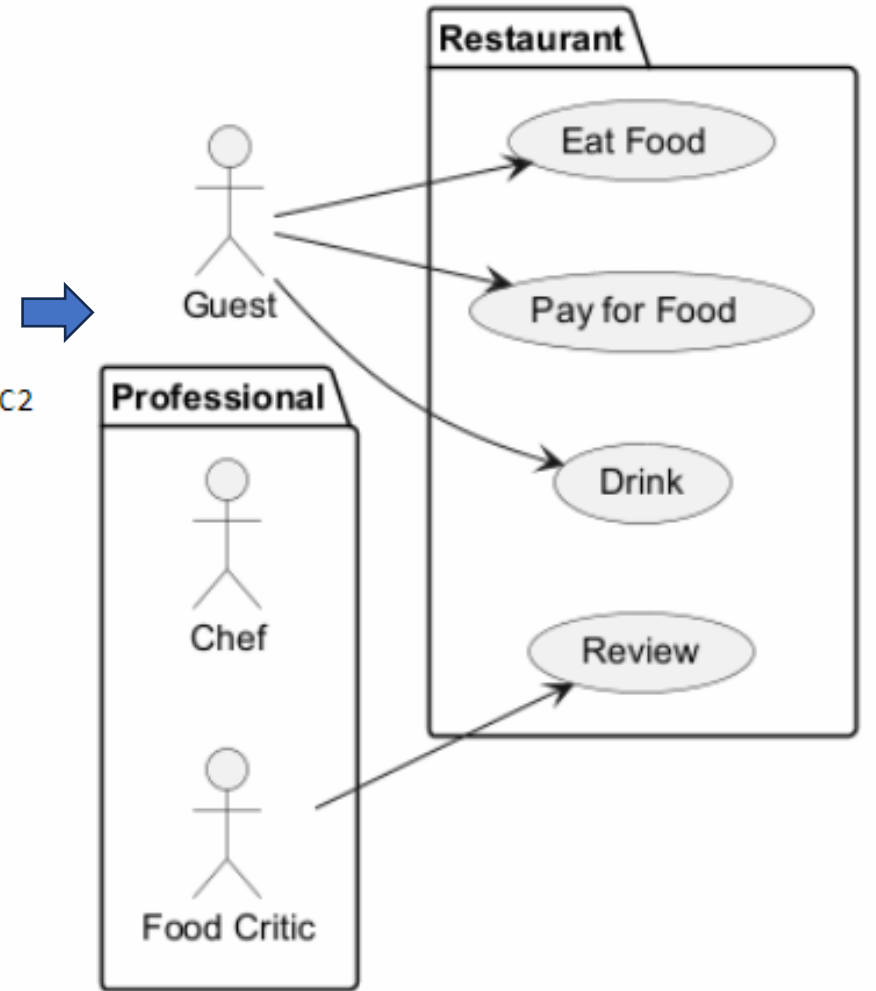 Restaurant
Eat Food
Guest
Pay for Food
C2
Professional
Drink
Chef
Review
Food Critic